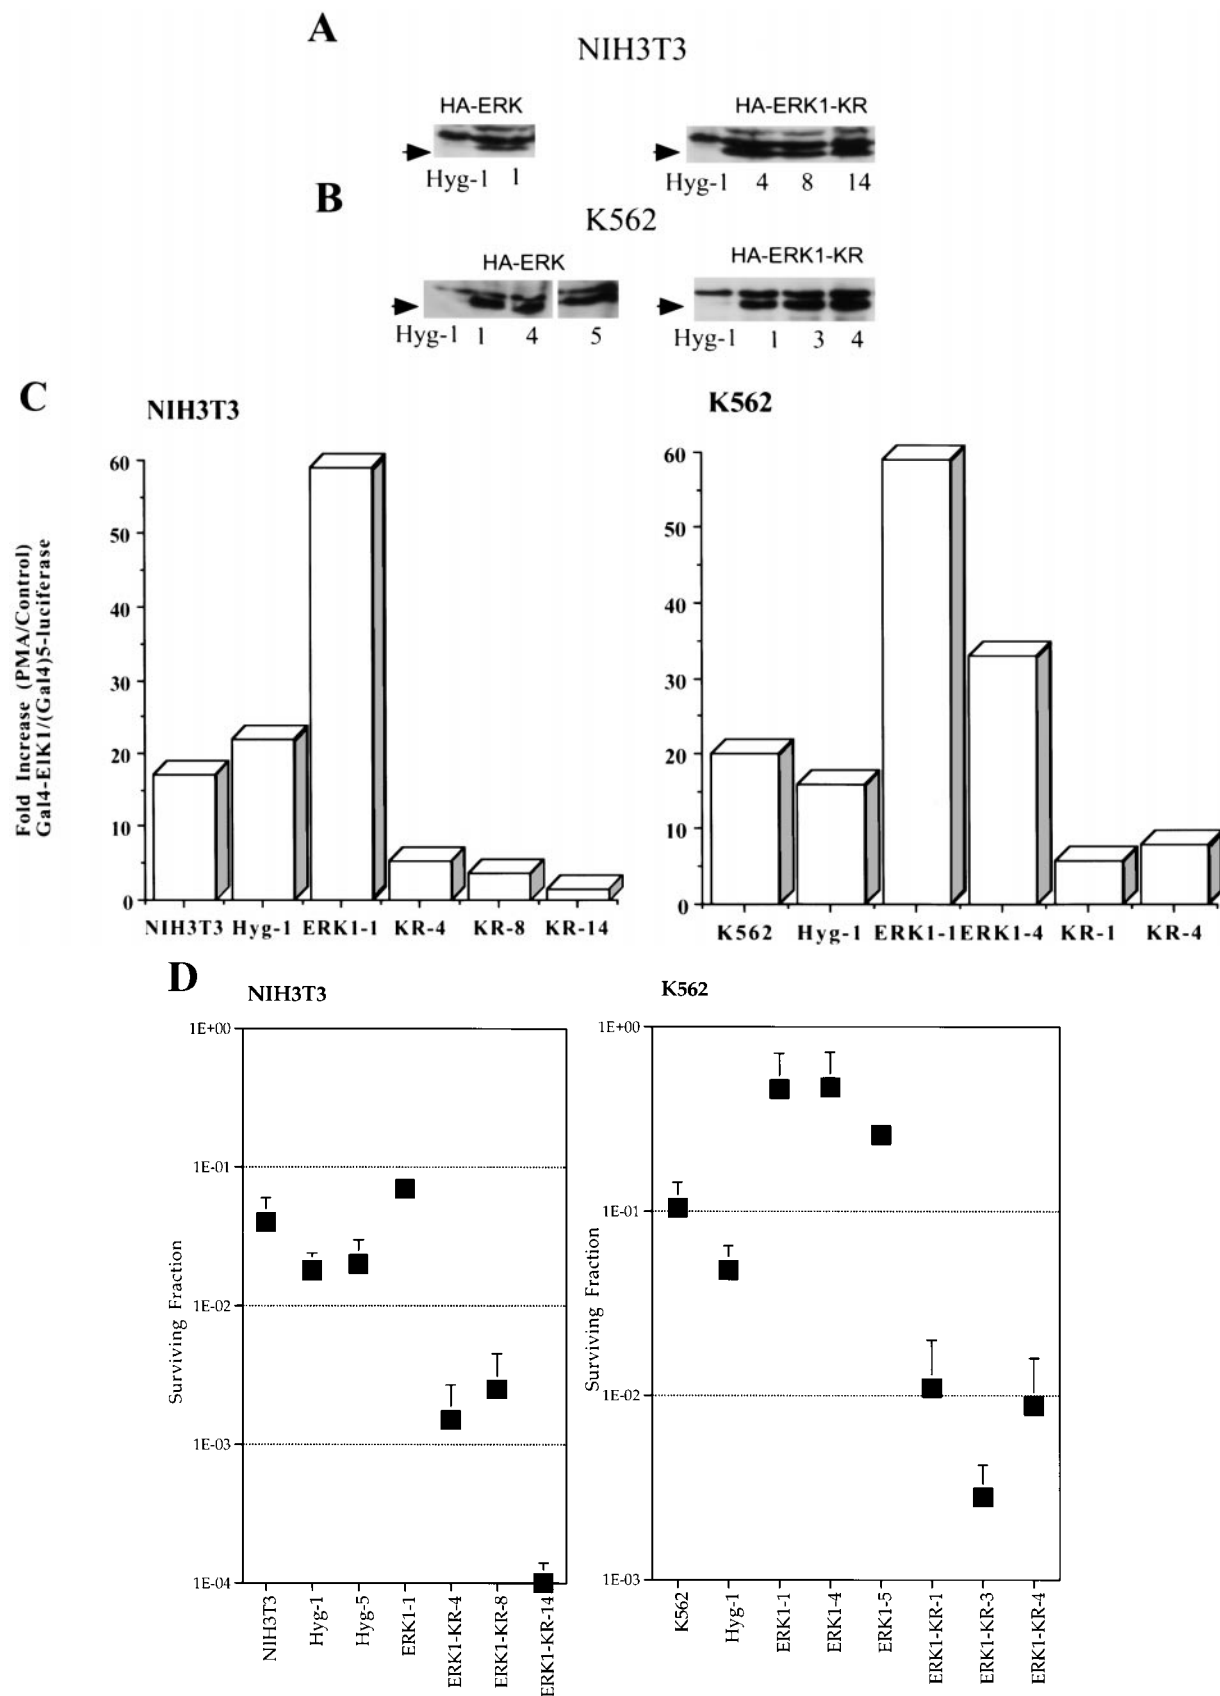 A
NIH3T3
HA-ERK
HA-ERK1-KR
Hyg-1 1
Hyg-1 4 8 14
B
K562
HA-ERK
HA-ERK1-KR
Hyg-1 1 4 5
Hyg-1 1 3 4
C
NIH3T3
K562
Fold Increase (PMA/Control)
Gal4-ElK1/(Gal4)5-luciferase
60
50
40
30
20
10
0
NIH3T3 Hyg-1 ERK1-1 KR-4 KR-8 KR-14
60
50
40
30
20
10
0
K562 Hyg-1 ERK1-1 ERK1-4 KR-1 KR-4
D
NIH3T3
K562
Surviving Fraction
1E+00
1E-01
1E-02
1E-03
1E-04
NIH3T3
Hyg-1
Hyg-5
ERK1-1
ERK1-KR-4
ERK1-KR-8
ERK1-KR-14
Surviving Fraction
1E+00
1E-01
1E-02
1E-03
K562
Hyg-1
ERK1-1
ERK1-4
ERK1-5
ERK1-KR-1
ERK1-KR-3
ERK1-KR-4